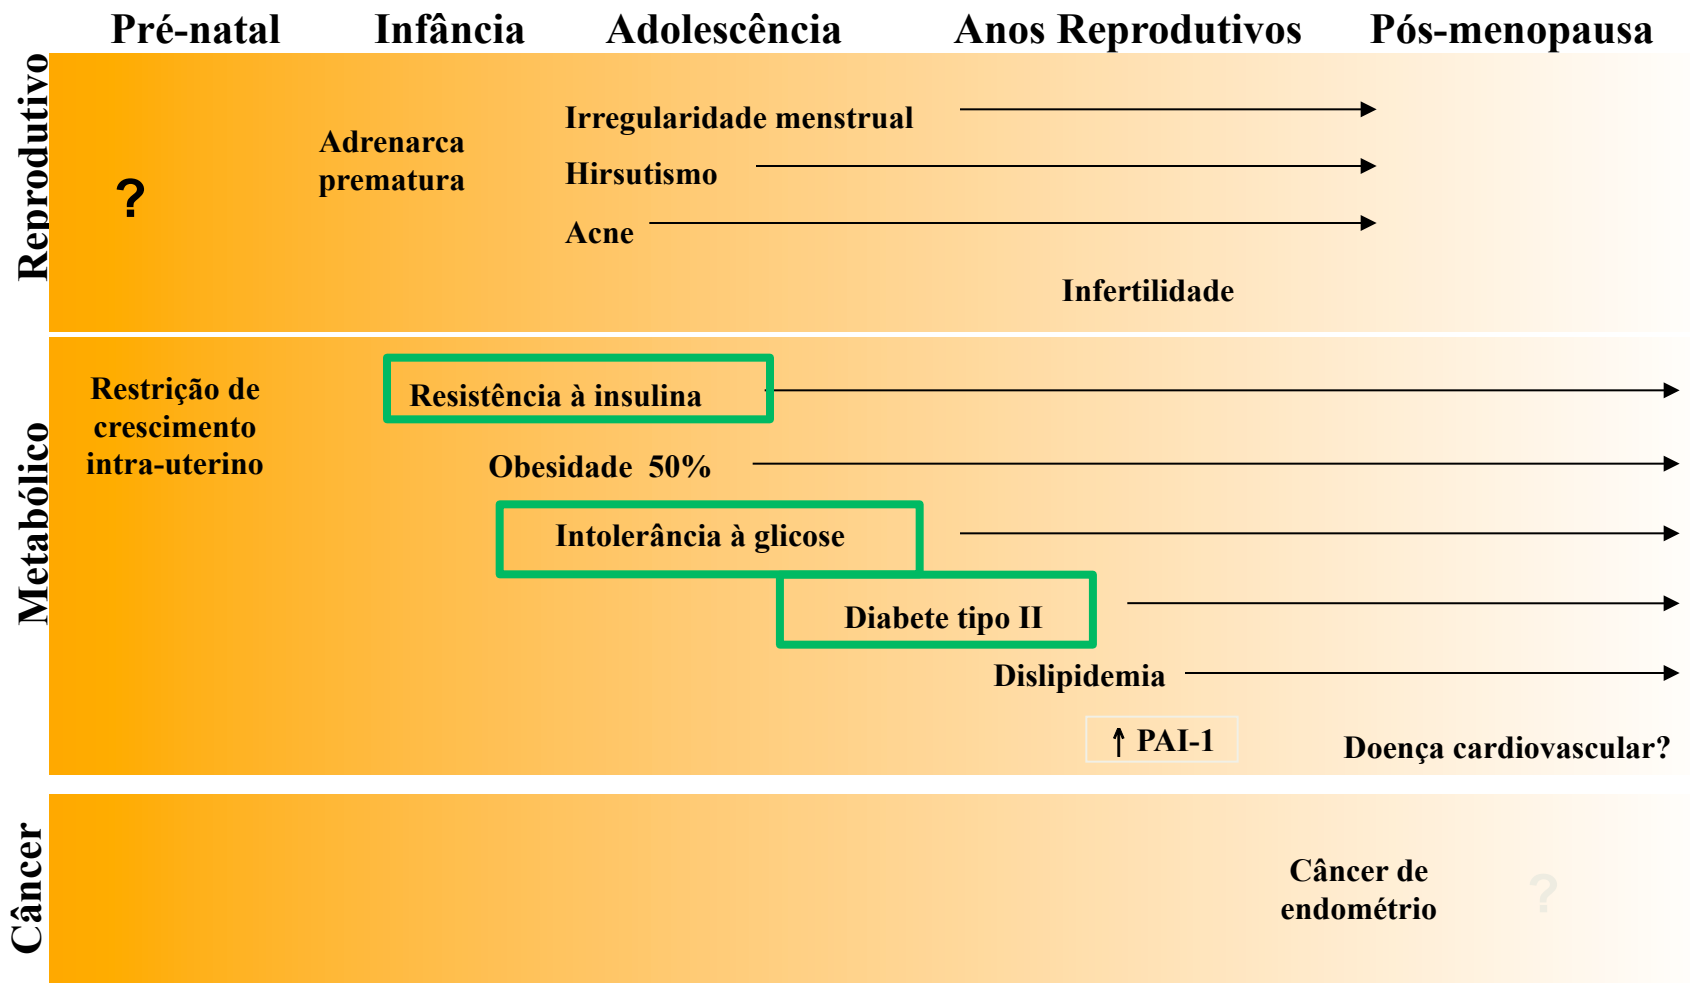 Pré-natal Infância Adolescência Anos Reprodutivos Pós-menopausa
Reprodutivo
Irregularidade menstrual
Adrenarca
prematura
Hirsutismo
?
Acne
Infertilidade
Metabólico
Restrição de
crescimento
intra-uterino
Resistência à insulina
Obesidade 50%
Intolerância à glicose
Diabete tipo II
Dislipidemia
↑ PAI-1
Doença cardiovascular?
Câncer
Câncer de
endométrio
?